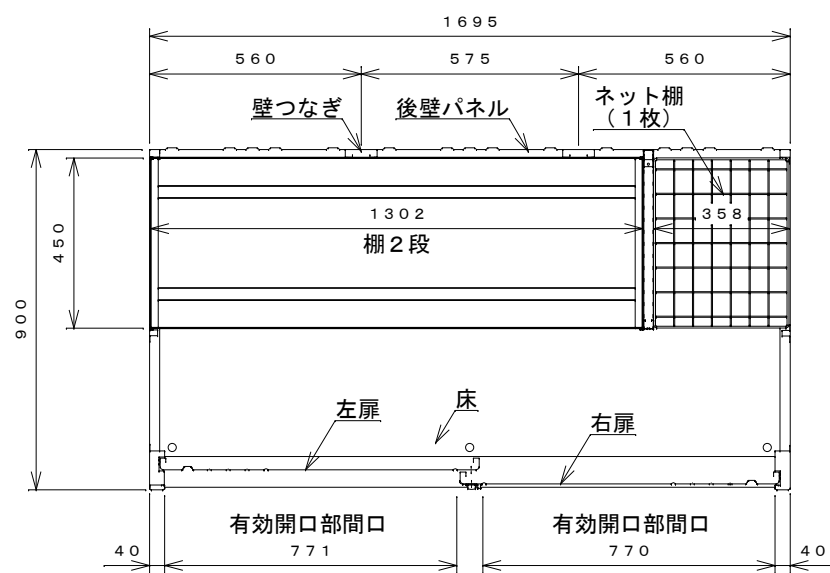 1695
560 575 560
壁つなぎ 後壁パネル ネット棚
（1枚）
1302 358
棚2段
450
900
左扉 床 右扉
有効開口部間口 有効開口部間口
40 771 770 40